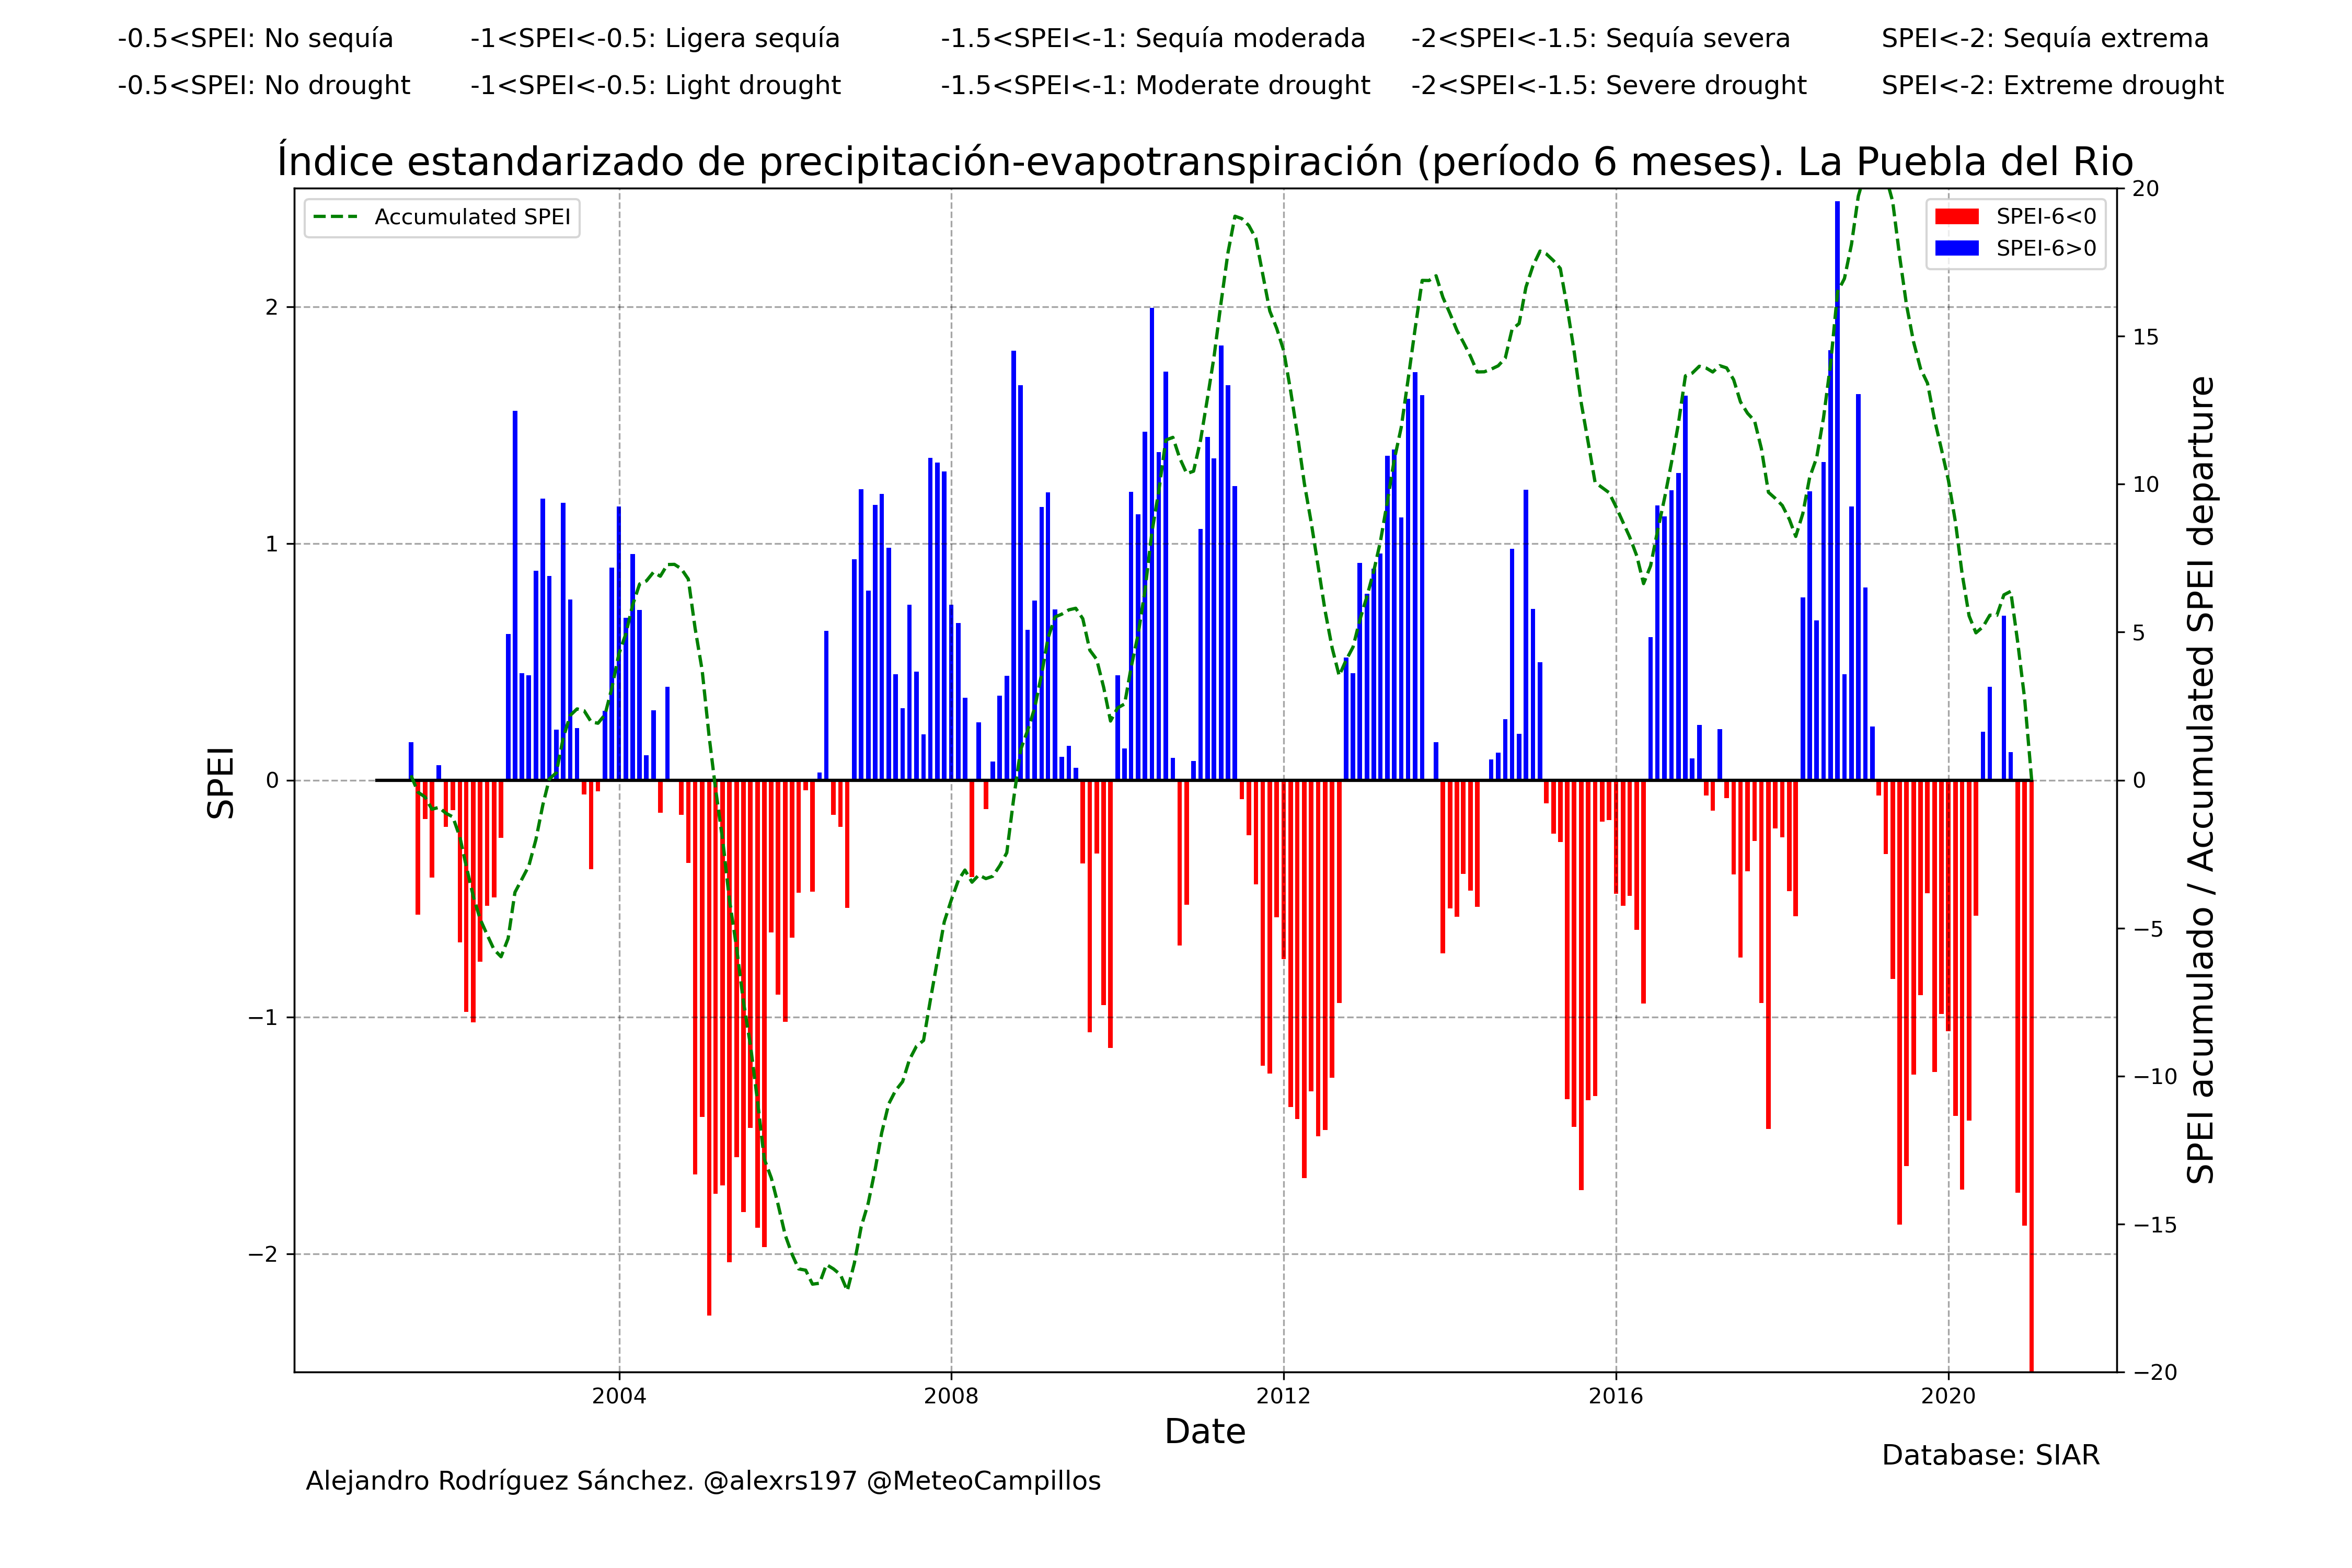 -0.5<SPEI: No sequía -1<SPEI<-0.5: Ligera sequía -1.5<SPEI<-1: Sequía moderada -2<SPEI<-1.5: Sequía severa SPEI<-2: Sequía extrema
-0.5<SPEI: No drought -1<SPEI<-0.5: Light drought -1.5<SPEI<-1: Moderate drought -2<SPEI<-1.5: Severe drought SPEI<-2: Extreme drought
Índice estandarizado de precipitación-evapotranspiración (período 6 meses). La Puebla del Rio
Accumulated SPEI
SPEI-6<0
SPEI-6>0
SPEI
2
1
0
−1
−2
20
15
10
5
0
−5
−10
−15
−20
SPEI acumulado / Accumulated SPEI departure
2004 2008 2012 2016 2020
Date
Database: SIAR
Alejandro Rodríguez Sánchez. @alexrs197 @MeteoCampillos